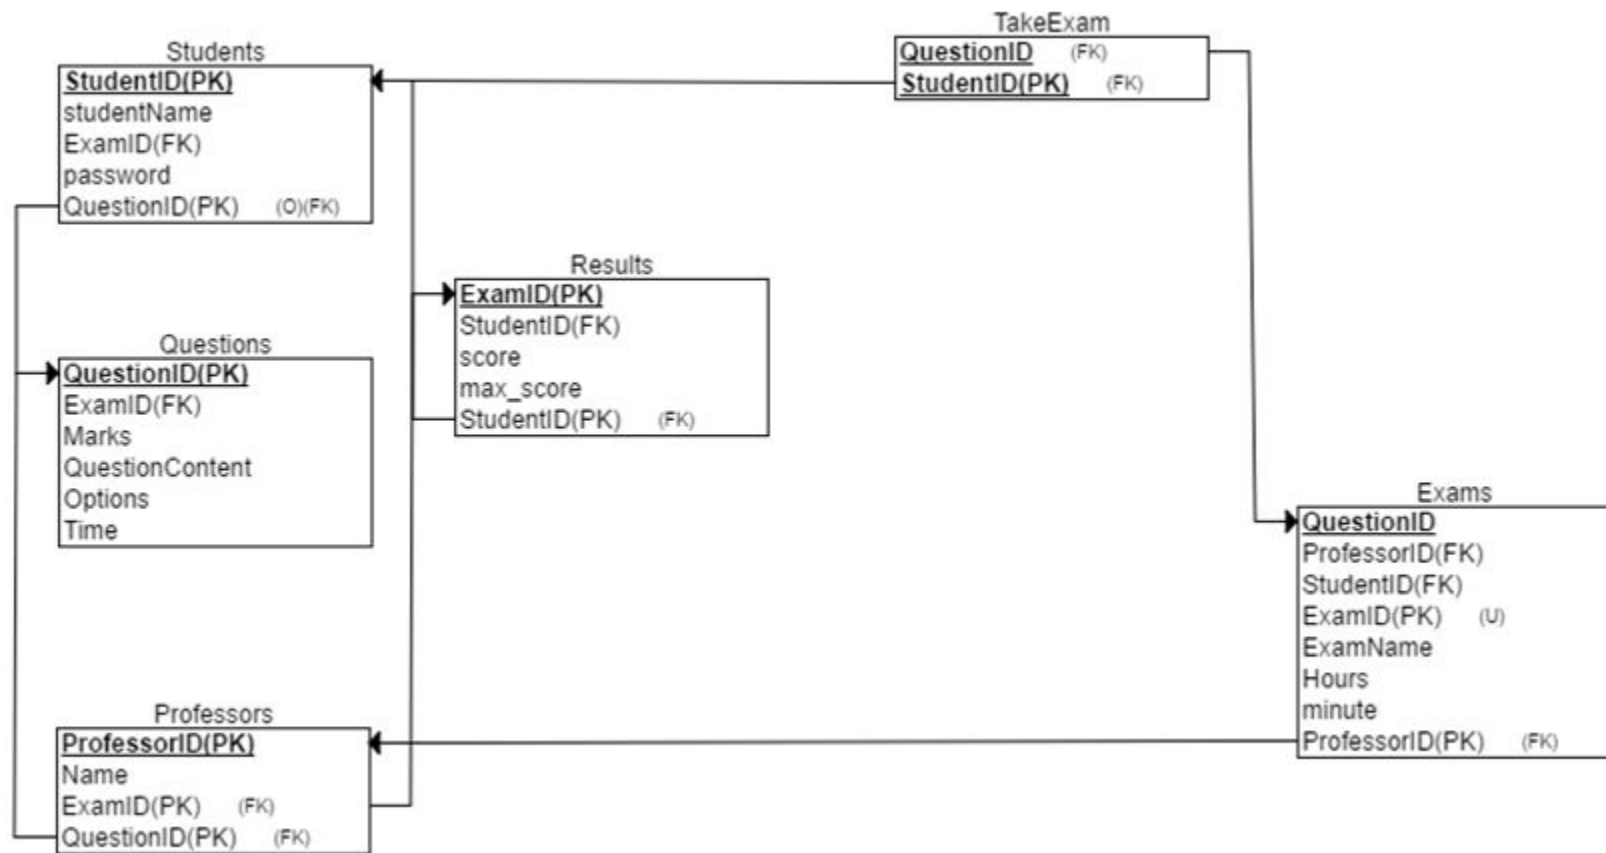 TakeExam
QuestionID (FK)
StudentID(PK) (FK)
Students
StudentID(PK)
studentName
ExamID(FK)
password
QuestionID(PK) (O)(FK)
Results
ExamID(PK)
StudentID(FK)
score
max_score
StudentID(PK) (FK)
Questions
QuestionID(PK)
ExamID(FK)
Marks
QuestionContent
Options
Time
Exams
QuestionID
ProfessorID(FK)
StudentID(FK)
ExamID(PK) (U)
ExamName
Hours
minute
ProfessorID(PK) (FK)
Professors
ProfessorID(PK)
Name
ExamID(PK) (FK)
QuestionID(PK) (FK)